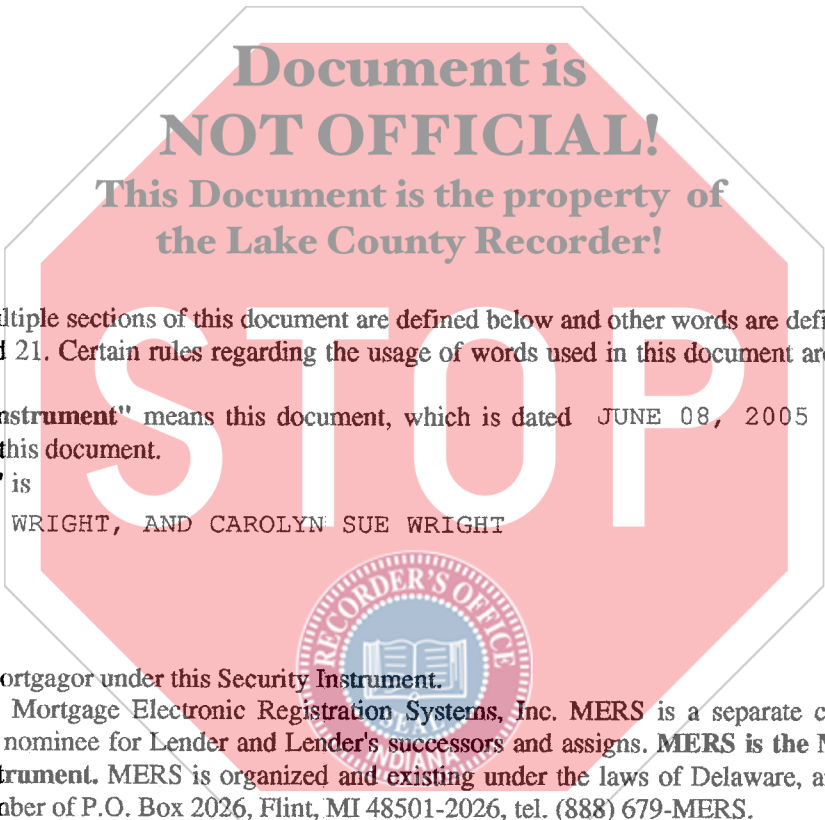 Document is
NOT OFFICIAL!
This Document is the property of
the Lake County Recorder!
STOP
ltiple sections of this document are defined below and other words are defi
d 21. Certain rules regarding the usage of words used in this document are
nstrument" means this document, which is dated JUNE 08, 2005
this document.
" is
WRIGHT, AND CAROLYN SUE WRIGHT
RECORDER'S OFFICE
SEAL
INDIANA
ortgagor under this Security Instrument.
Mortgage Electronic Registration Systems, Inc. MERS is a separate c
nominee for Lender and Lender's successors and assigns. MERS is the M
trument. MERS is organized and existing under the laws of Delaware, a
nber of P.O. Box 2026, Flint, MI 48501-2026, tel. (888) 679-MERS.